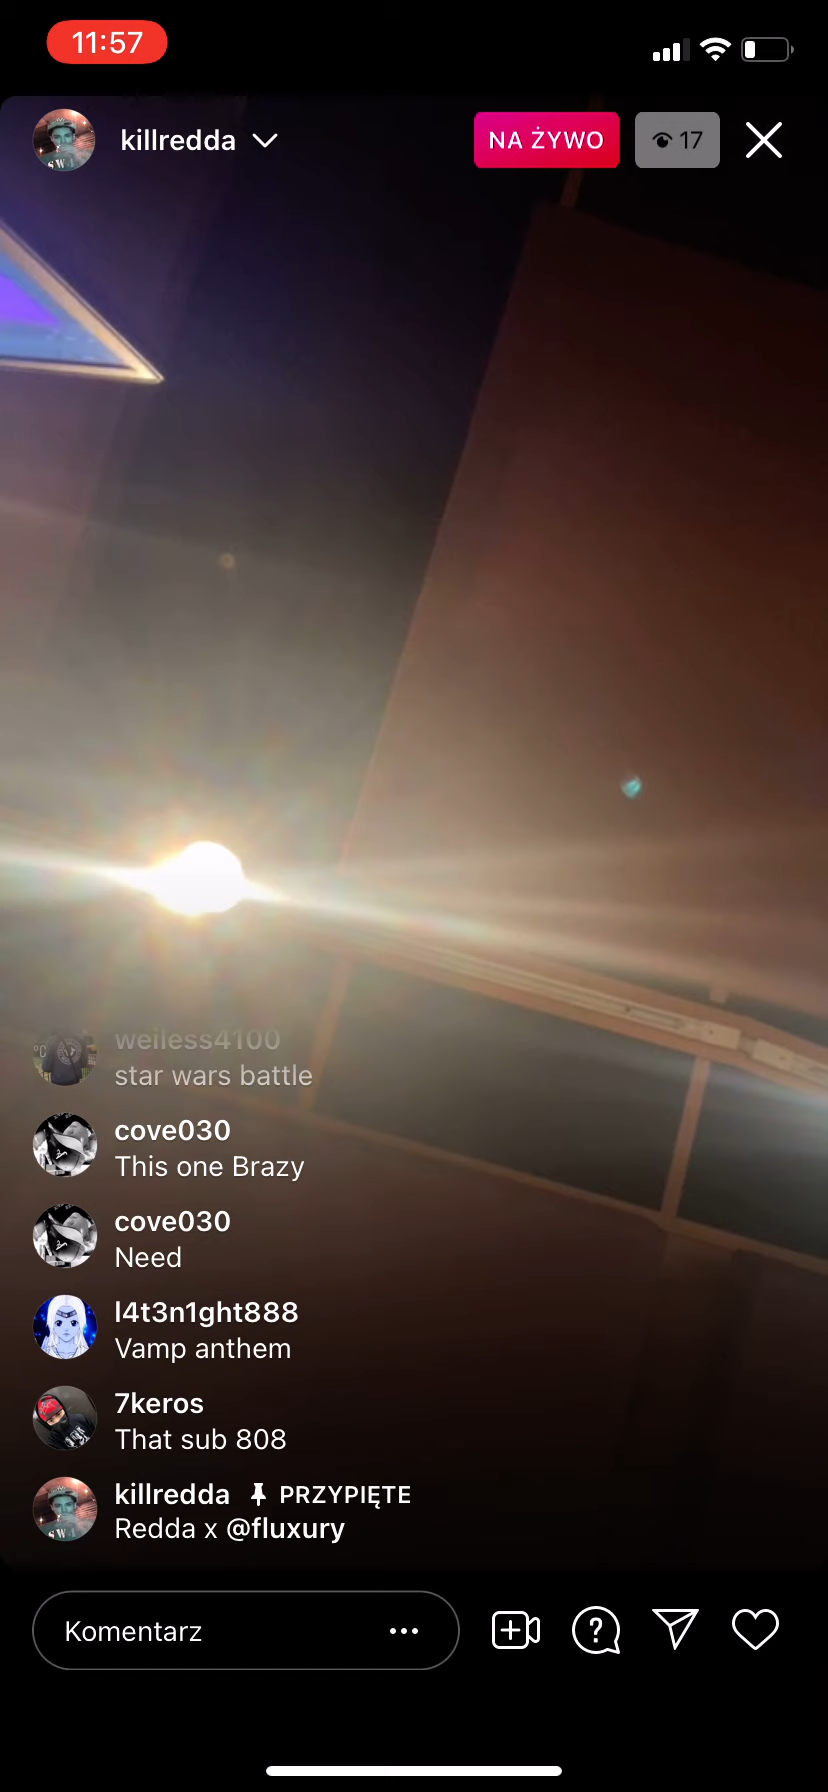 11:57
killredda
NA ŻYWO
17
weiless4100
star wars battle
cove030
This one Brazy
cove030
Need
l4t3n1ght888
Vamp anthem
7keros
That sub 808
killredda PRZYPIĘTE
Redda x @fluxury
Komentarz